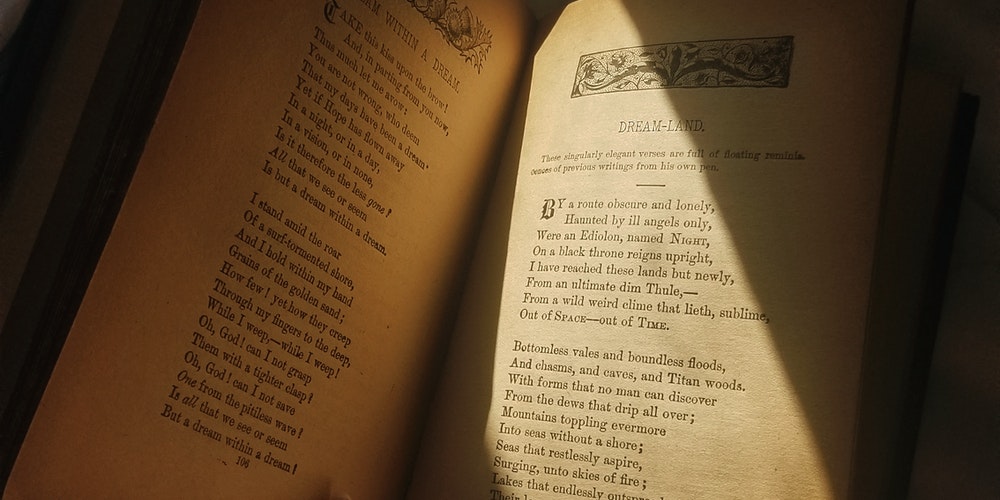 AM WITHIN A DREAM.
TAKE this kiss upon the brow!
And, in parting from you now,
Thus much let me avow—
You are not wrong, who deem
That my days have been a dream.
Yet if Hope has flown away
In a night, or in a day,
In a vision, or in none,
Is it therefore the less gone?
All that we see or seem
Is but a dream within a dream.
I stand amid the roar
Of a surf-tormented shore,
And I hold within my hand
Grains of the golden sand;
How few! yet how they creep
Through my fingers to the deep,
While I weep,—while I weep!
Oh, God! can I not grasp
Them with a tighter clasp?
Oh, God! can I not save
One from the pitiless wave?
Is all that we see or seem
But a dream within a dream?
106
DREAM-LAND.
These singularly elegant verses are full of floating reminis-
cences of previous writings from his own pen.
BY a route obscure and lonely,
Haunted by ill angels only,
Were an Ediolon, named NIGHT,
On a black throne reigns upright,
I have reached these lands but newly,
From an ultimate dim Thule,—
From a wild weird clime that lieth, sublime,
Out of SPACE—out of TIME.
Bottomless vales and boundless floods,
And chasms, and caves, and Titan woods.
With forms that no man can discover
From the dews that drip all over;
Mountains toppling evermore
Into seas without a shore;
Seas that restlessly aspire,
Surging, unto skies of fire;
Lakes that endlessly outspread
Their